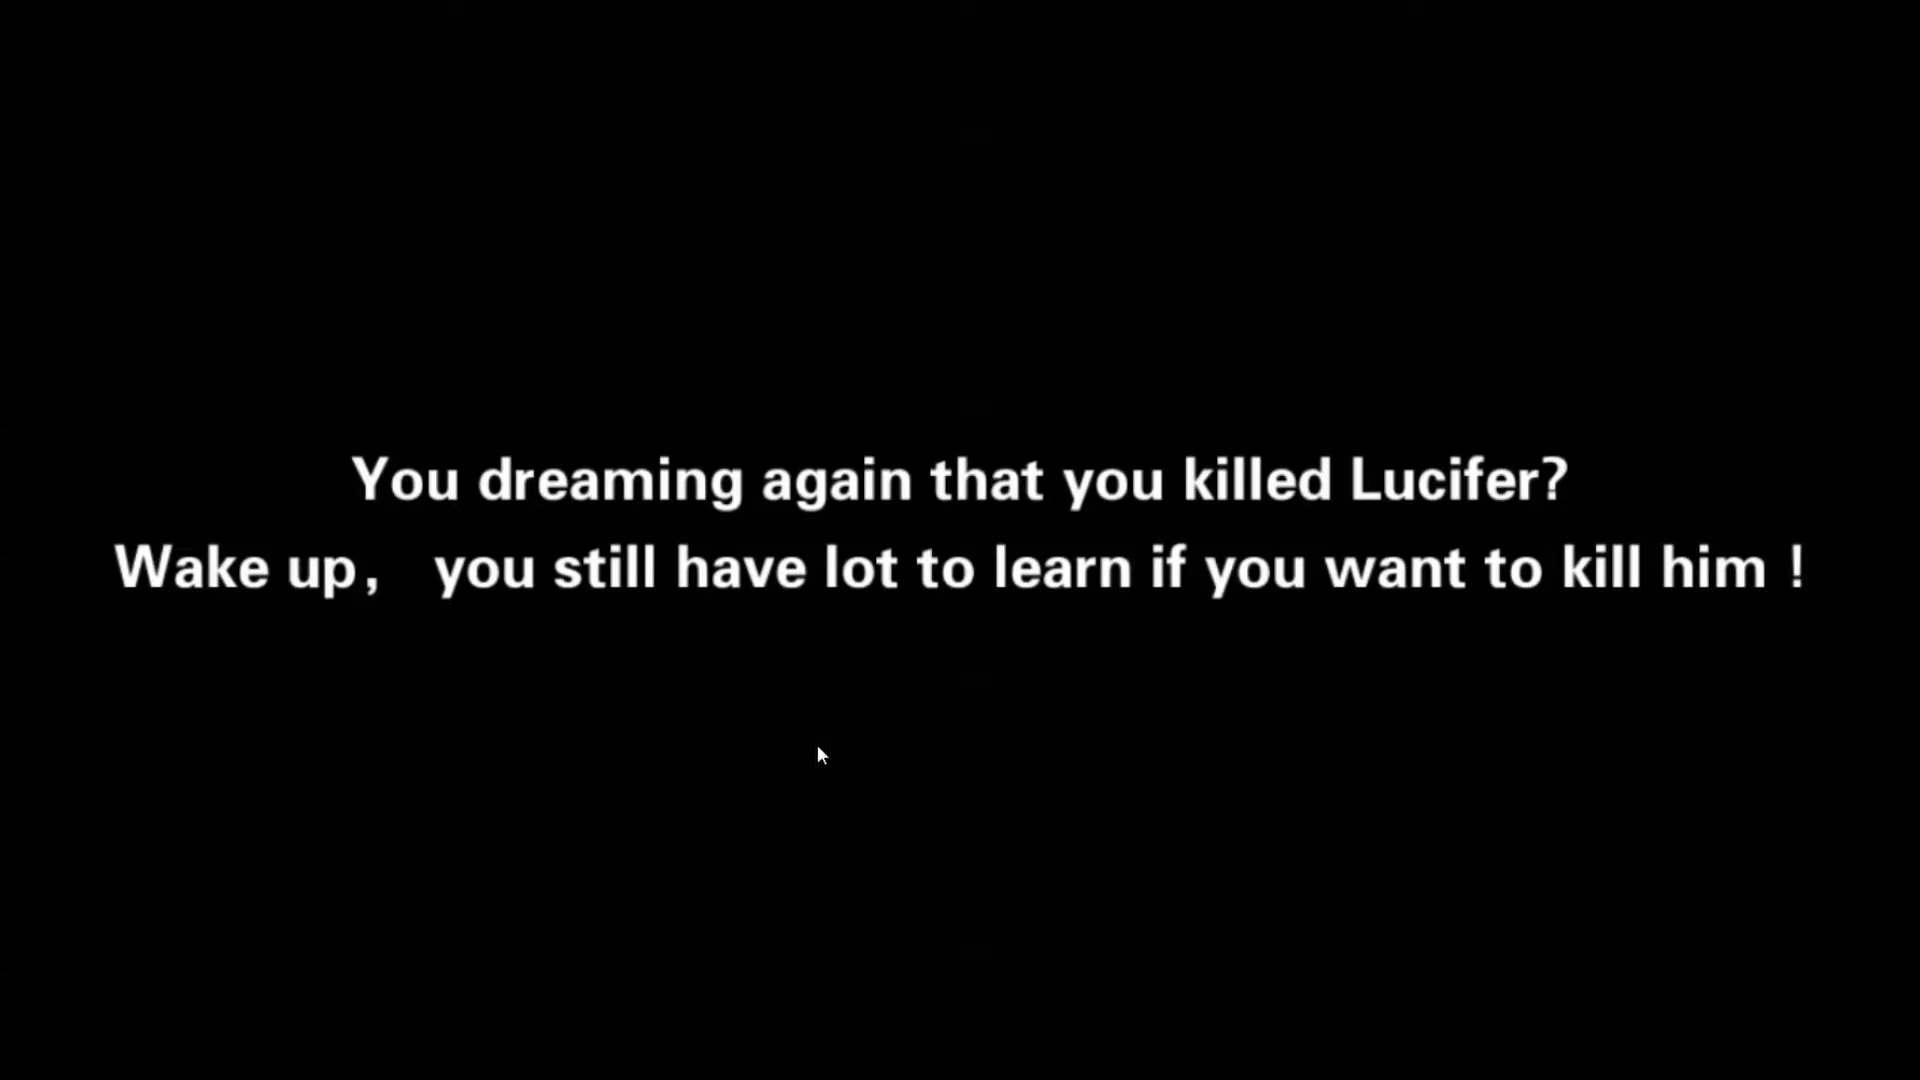 You dreaming again that you killed Lucifer?
Wake up, you still have lot to learn if you want to kill him !